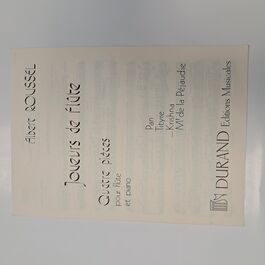 Albert ROUSSEL
Joueurs de flûte
Quatre pièces
pour flûte
et piano
Pan
Tityre
Krishna
Mr de la Péjaudie
DURAND Editions Musicales